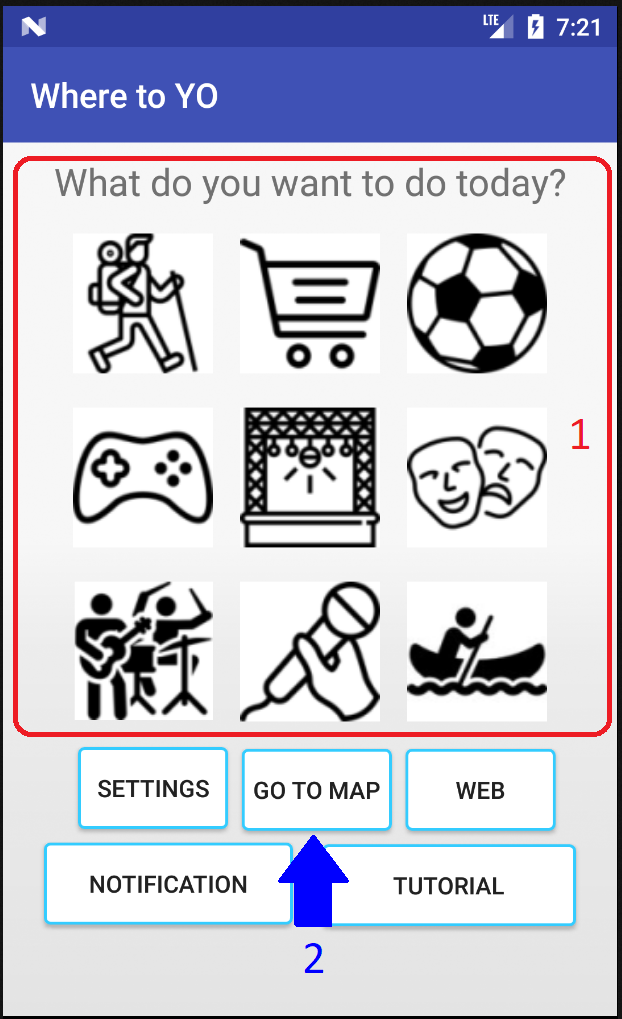 LTE 7:21
Where to YO
What do you want to do today?
1
SETTINGS GO TO MAP WEB
NOTIFICATION TUTORIAL
2